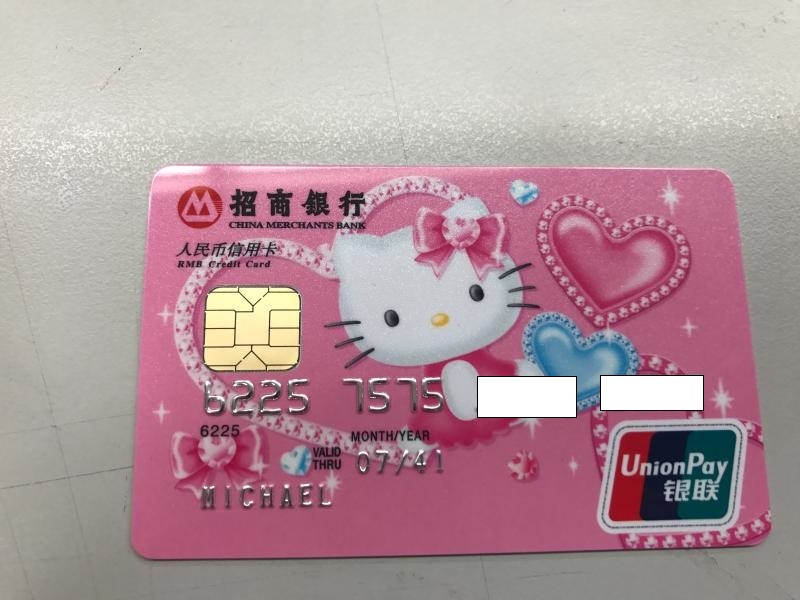 招商银行
CHINA MERCHANTS BANK
人民币信用卡
RMB Credit Card
6225 7575
6225
MONTH/YEAR
VALID THRU 07/41
MICHAEL
UnionPay
银联